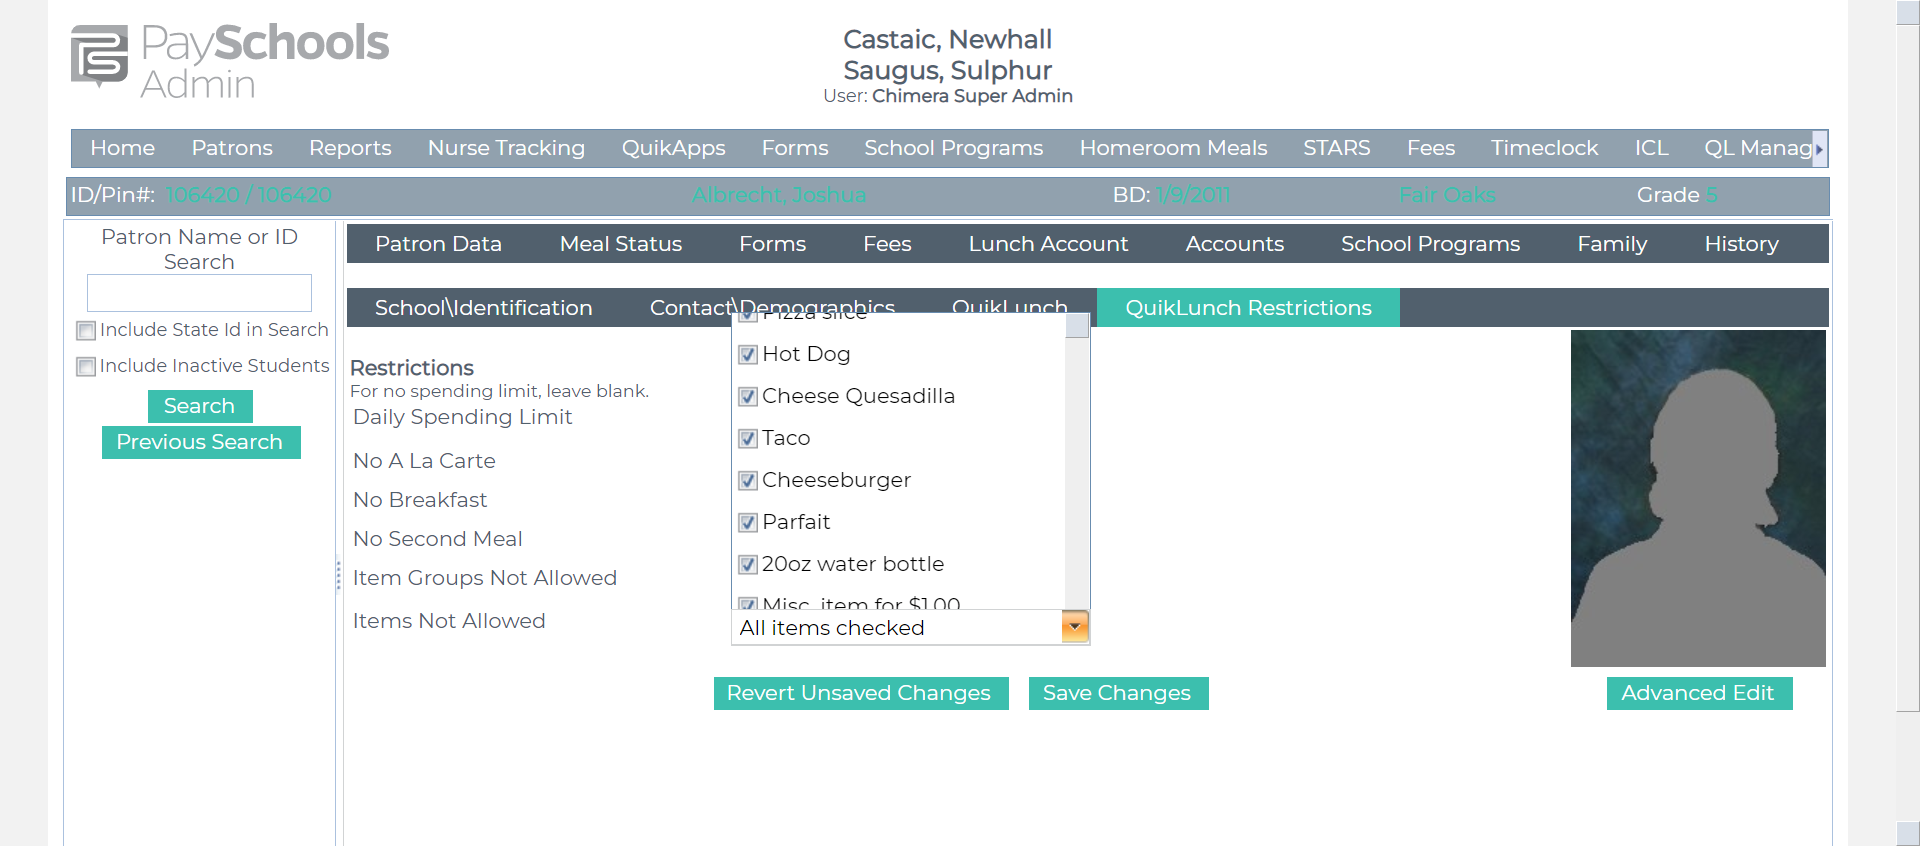 PaySchools
Admin
Castaic, Newhall
Saugus, Sulphur
User: Chimera Super Admin
Home Patrons Reports Nurse Tracking QuikApps Forms School Programs Homeroom Meals STARS Fees Timeclock ICL QL Manag
ID/Pin#: 106420 / 106420 Albrecht, Joshua BD: 1/9/2011 Fair Oaks Grade 5
Patron Name or ID
Search
Include State Id in Search
Include Inactive Students
Search
Previous Search
Patron Data Meal Status Forms Fees Lunch Account Accounts School Programs Family History
School\Identification Contact\Demographics QuikLunch QuikLunch Restrictions
Restrictions
For no spending limit, leave blank.
Daily Spending Limit
No A La Carte
No Breakfast
No Second Meal
Item Groups Not Allowed
Items Not Allowed
Pizza slice
Hot Dog
Cheese Quesadilla
Taco
Cheeseburger
Parfait
20oz water bottle
Misc. item for $1.00
All items checked
Revert Unsaved Changes Save Changes Advanced Edit